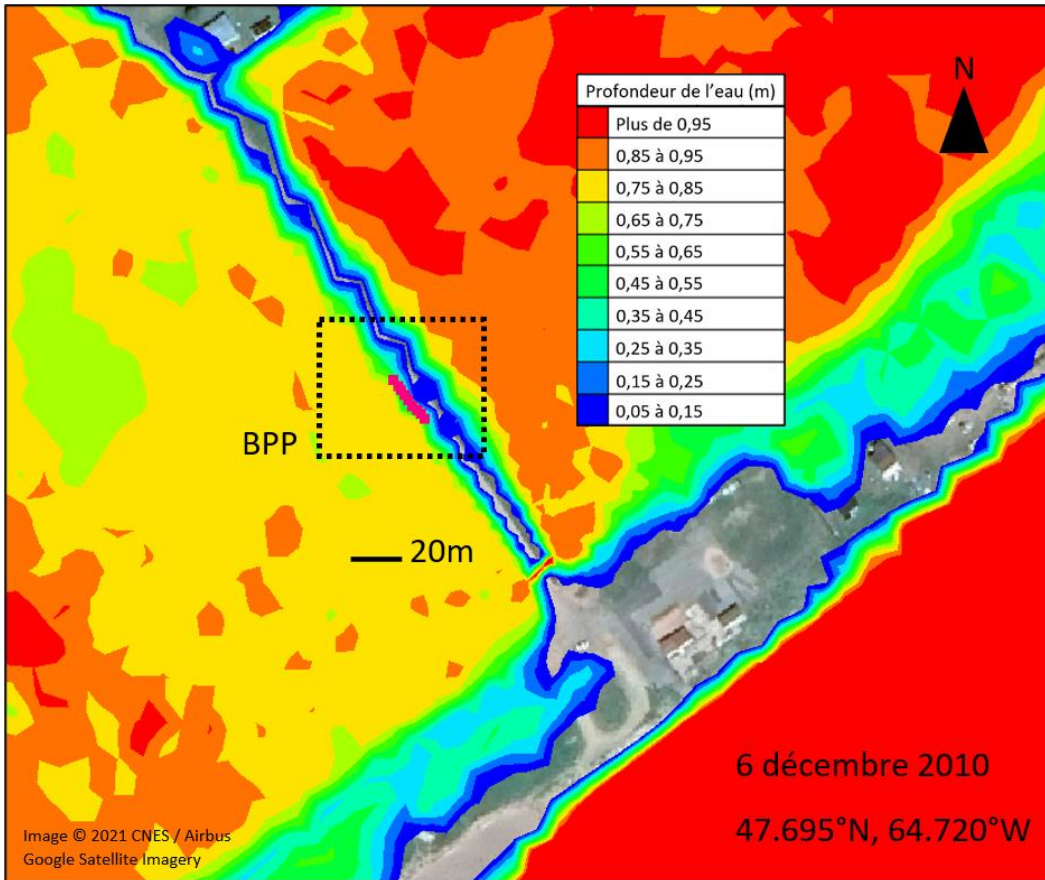 N
Profondeur de l’eau (m)
Plus de 0,95
0,85 à 0,95
0,75 à 0,85
0,65 à 0,75
0,55 à 0,65
0,45 à 0,55
0,35 à 0,45
0,25 à 0,35
0,15 à 0,25
0,05 à 0,15
BPP
20m
6 décembre 2010
47.695°N, 64.720°W
Image © 2021 CNES / Airbus
Google Satellite Imagery